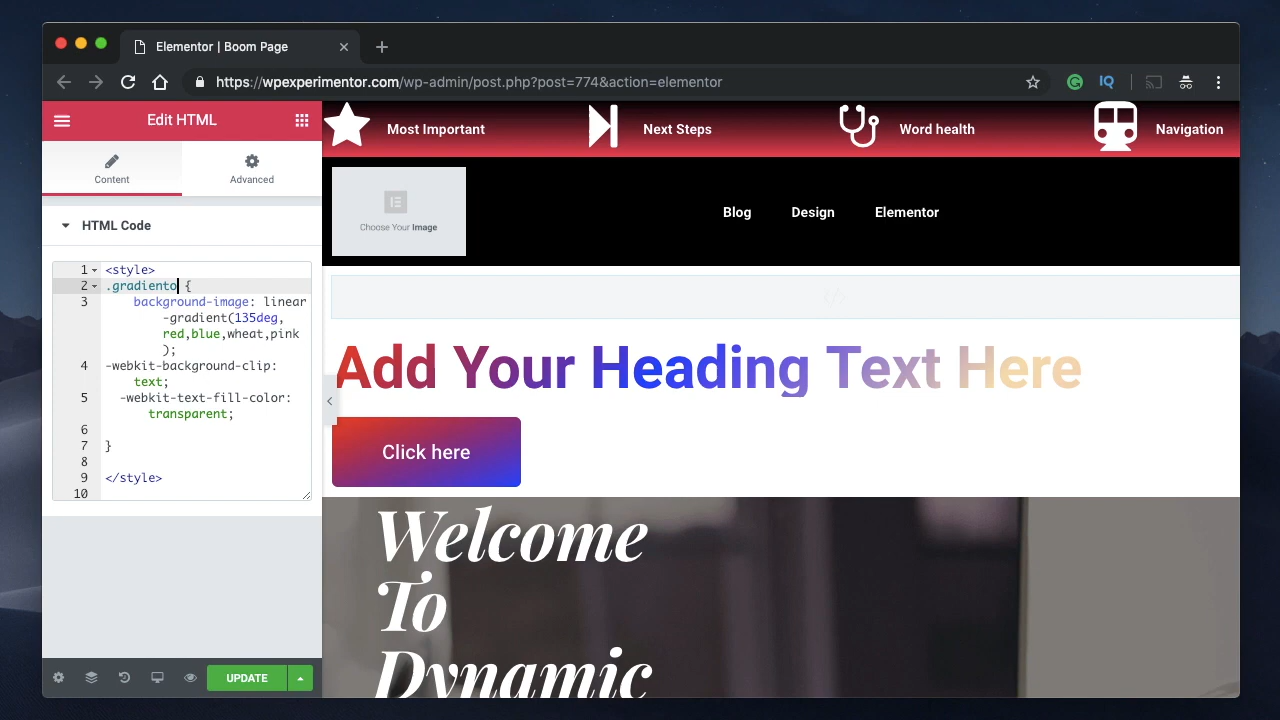 Elementor | Boom Page
https://wpexperimentor.com/wp-admin/post.php?post=774&action=elementor
IQ
Edit HTML
Content
Advanced
HTML Code
1 <style>
2 .gradiento {
3 background-image: linear
-gradient(135deg,
red,blue,wheat,pink
);
4 -webkit-background-clip:
text;
5 -webkit-text-fill-color:
transparent;
6
7 }
8
9 </style>
10
UPDATE
Most Important
Next Steps
Word health
Navigation
Choose Your Image
Blog
Design
Elementor
Add Your Heading Text Here
Click here
Welcome
To
Dynamic